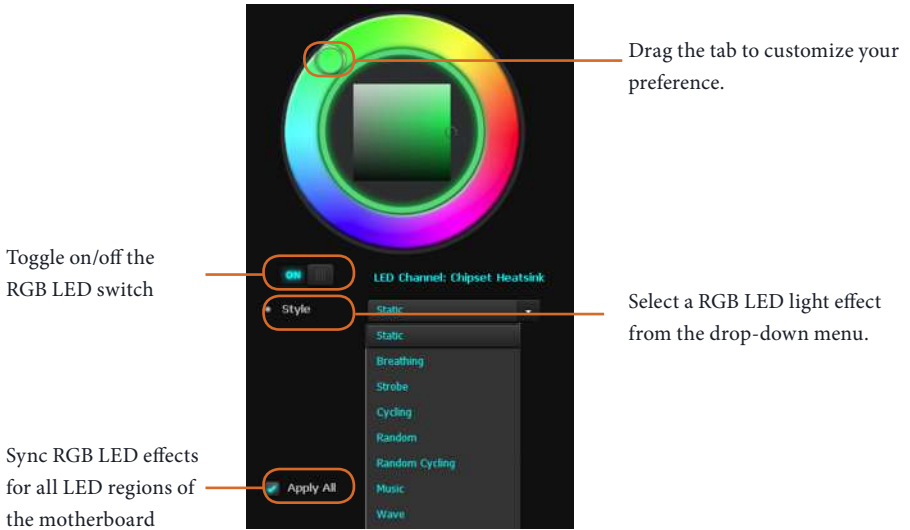 Drag the tab to customize your
preference.
Toggle on/off the
RGB LED switch
ON
LED Channel: Chipset Heatsink
Style
Static
Select a RGB LED light effect
from the drop-down menu.
Static
Breathing
Strobe
Cycling
Random
Random Cycling
Music
Wave
Sync RGB LED effects
for all LED regions of
the motherboard
Apply All